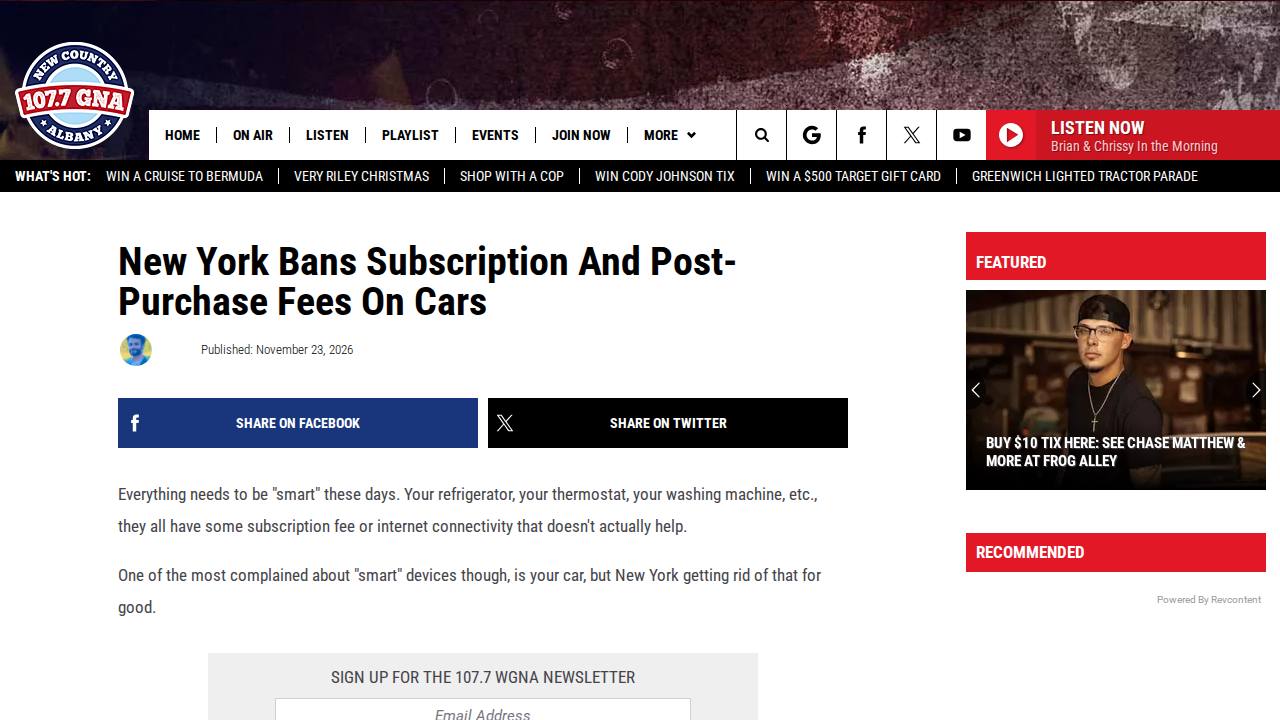 NEW COUNTRY
107.7 GNA
ALBANY
HOME
ON AIR
LISTEN
PLAYLIST
EVENTS
JOIN NOW
MORE
LISTEN NOW
Brian & Chrissy In the Morning
WHAT'S HOT:
WIN A CRUISE TO BERMUDA
VERY RILEY CHRISTMAS
SHOP WITH A COP
WIN CODY JOHNSON TIX
WIN A $500 TARGET GIFT CARD
GREENWICH LIGHTED TRACTOR PARADE
New York Bans Subscription And Post-
Purchase Fees On Cars
Published: November 23, 2026
SHARE ON FACEBOOK
SHARE ON TWITTER
Everything needs to be "smart" these days. Your refrigerator, your thermostat, your washing machine, etc.,
they all have some subscription fee or internet connectivity that doesn't actually help.
One of the most complained about "smart" devices though, is your car, but New York getting rid of that for
good.
SIGN UP FOR THE 107.7 WGNA NEWSLETTER
Email Address
FEATURED
BUY $10 TIX HERE: SEE CHASE MATTHEW &
MORE AT FROG ALLEY
RECOMMENDED
Powered By Revcontent